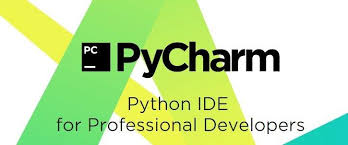 PC
PyCharm
Python IDE
for Professional Developers